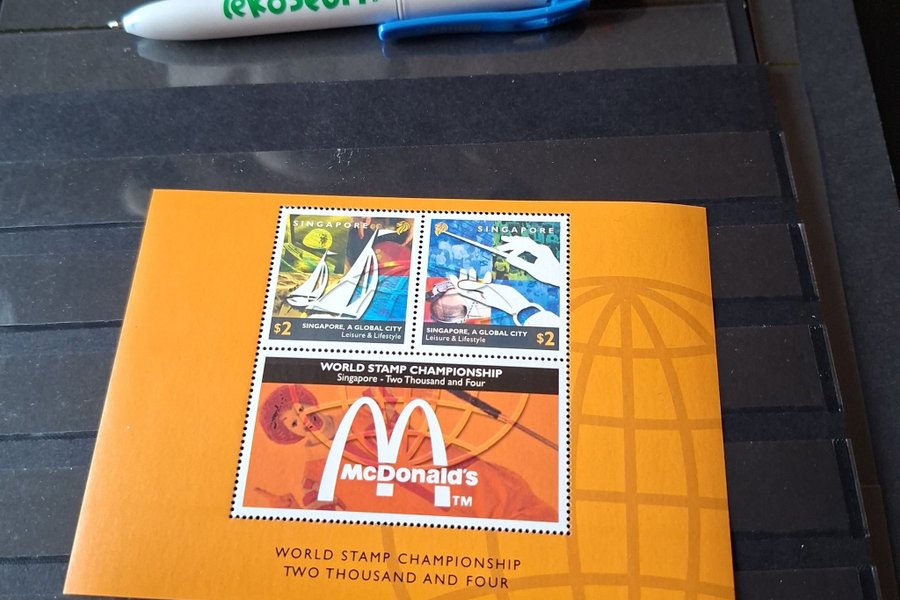 SINGAPORE
SINGAPORE
$2
SINGAPORE, A GLOBAL CITY
Leisure & Lifestyle
SINGAPORE, A GLOBAL CITY
Leisure & Lifestyle
$2
WORLD STAMP CHAMPIONSHIP
Singapore - Two Thousand and Four
McDonald's
TM
WORLD STAMP CHAMPIONSHIP
TWO THOUSAND AND FOUR